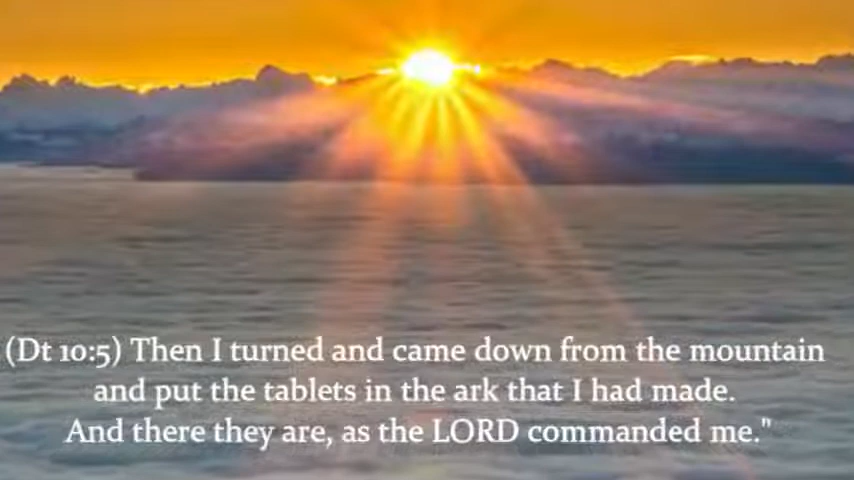 (Dt 10:5) Then I turned and came down from the mountain
and put the tablets in the ark that I had made.
And there they are, as the LORD commanded me."